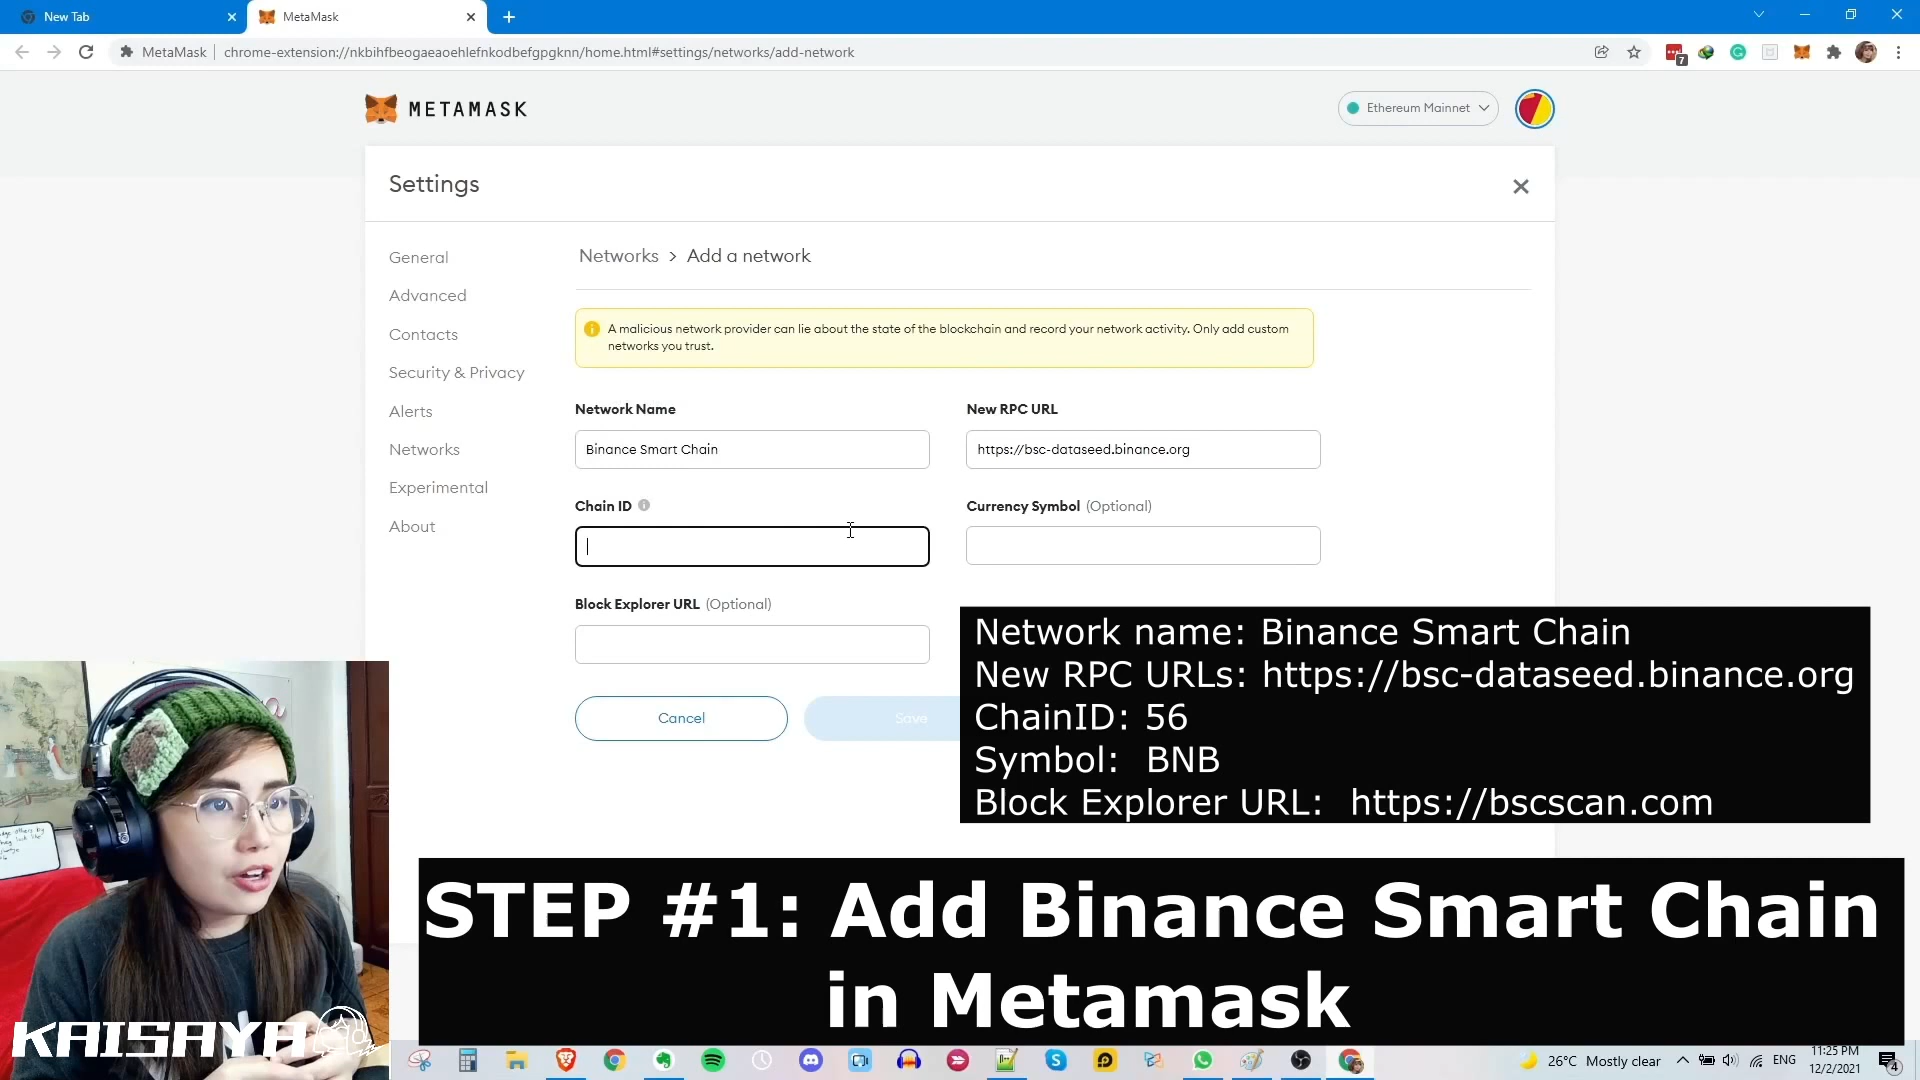 New Tab
MetaMask
MetaMask
chrome-extension://nkbihfbeogaeaoehlefnkodbefgpgknn/home.html#settings/networks/add-network
7
METAMASK
Ethereum Mainnet
Settings
General
Advanced
Contacts
Security & Privacy
Alerts
Networks
Experimental
About
Networks > Add a network
A malicious network provider can lie about the state of the blockchain and record your network activity. Only add custom
networks you trust.
Network Name
New RPC URL
Binance Smart Chain
https://bsc-dataseed.binance.org
Chain ID
Currency Symbol (Optional)
Block Explorer URL (Optional)
Cancel
Save
Network name: Binance Smart Chain
New RPC URLs: https://bsc-dataseed.binance.org
ChainID: 56
Symbol: BNB
Block Explorer URL: https://bscscan.com
STEP #1: Add Binance Smart Chain
in Metamask
KAISAYA
26°C Mostly clear
ENG
11:25 PM
12/2/2021
4